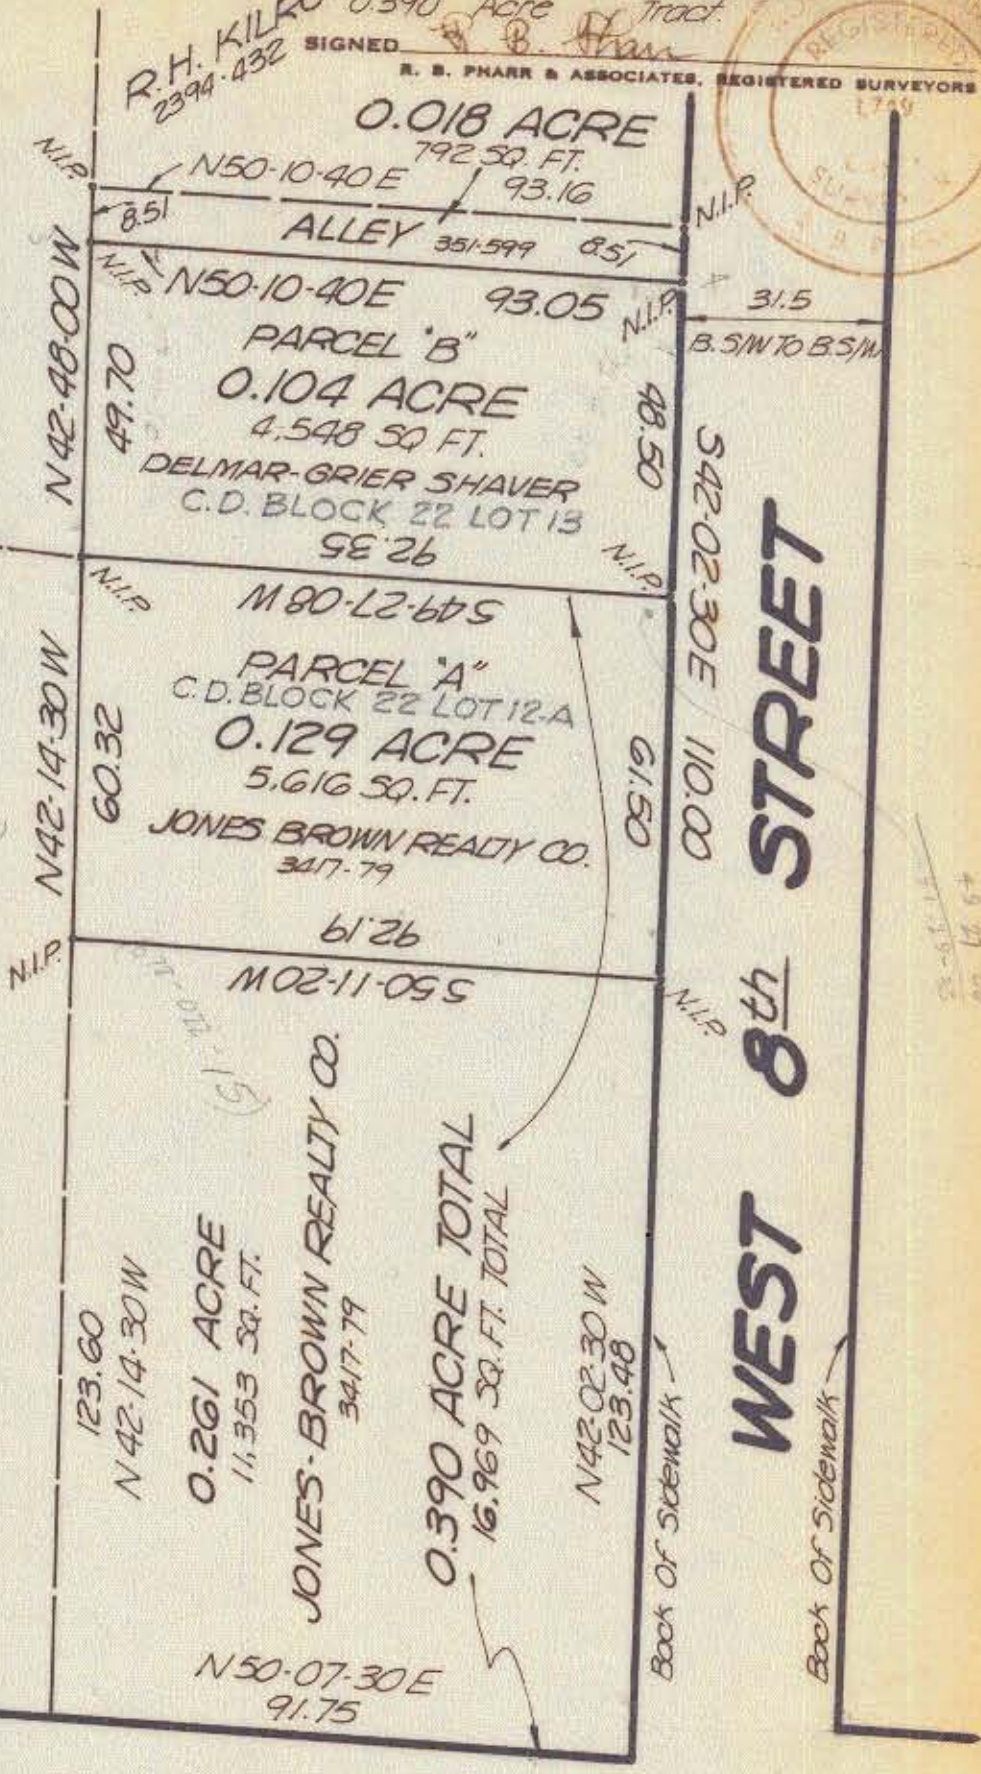 0.390 Acre Tract.
SIGNED R. B. Pharr
R. B. PHARR & ASSOCIATES, REGISTERED SURVEYORS
REGISTERED
R.H. KILRO
2394-432
0.018 ACRE
792 SQ. FT.
N.I.P.
N50-10-40E
93.16
N.I.P.
8.51
ALLEY 351-599
8.51
N.I.P.
N50-10-40E
93.05
N.I.P.
31.5
B.S/W TO B.S/W
N42-48-00W
49.70
PARCEL "B"
0.104 ACRE
4,548 SQ FT.
DELMAR-GRIER SHAVER
C.D. BLOCK 22 LOT 13
48.50
92.35
N.I.P.
N.I.P.
S49-27-08W
S42-02-30E 110.00
N42-14-30W
60.32
PARCEL "A"
C.D. BLOCK 22 LOT 12-A
0.129 ACRE
5,616 SQ. FT.
JONES BROWN REALTY CO.
3417-79
61.50
92.19
N.I.P.
S50-11-20W
N.I.P.
WEST 8th STREET
123.60
N42-14-30W
0.261 ACRE
11,353 SQ. FT.
JONES-BROWN REALTY CO.
3417-79
0.390 ACRE TOTAL
16,969 SQ. FT. TOTAL
N42-02-30W
123.48
Back Of Sidewalk
Back Of Sidewalk
N50-07-30E
91.75